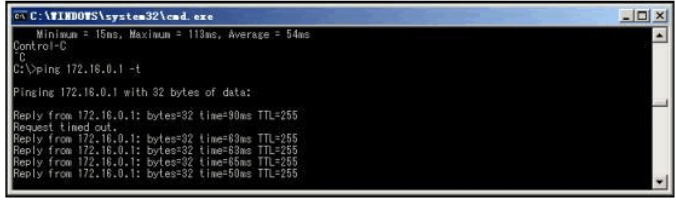 C:\WINDOWS\system32\cmd.exe
Minimum = 15ms, Maximum = 113ms, Average = 54ms
Control-C
^C
C:\>ping 172.16.0.1 -t
Pinging 172.16.0.1 with 32 bytes of data:
Reply from 172.16.0.1: bytes=32 time=90ms TTL=255
Request timed out.
Reply from 172.16.0.1: bytes=32 time=63ms TTL=255
Reply from 172.16.0.1: bytes=32 time=63ms TTL=255
Reply from 172.16.0.1: bytes=32 time=65ms TTL=255
Reply from 172.16.0.1: bytes=32 time=50ms TTL=255